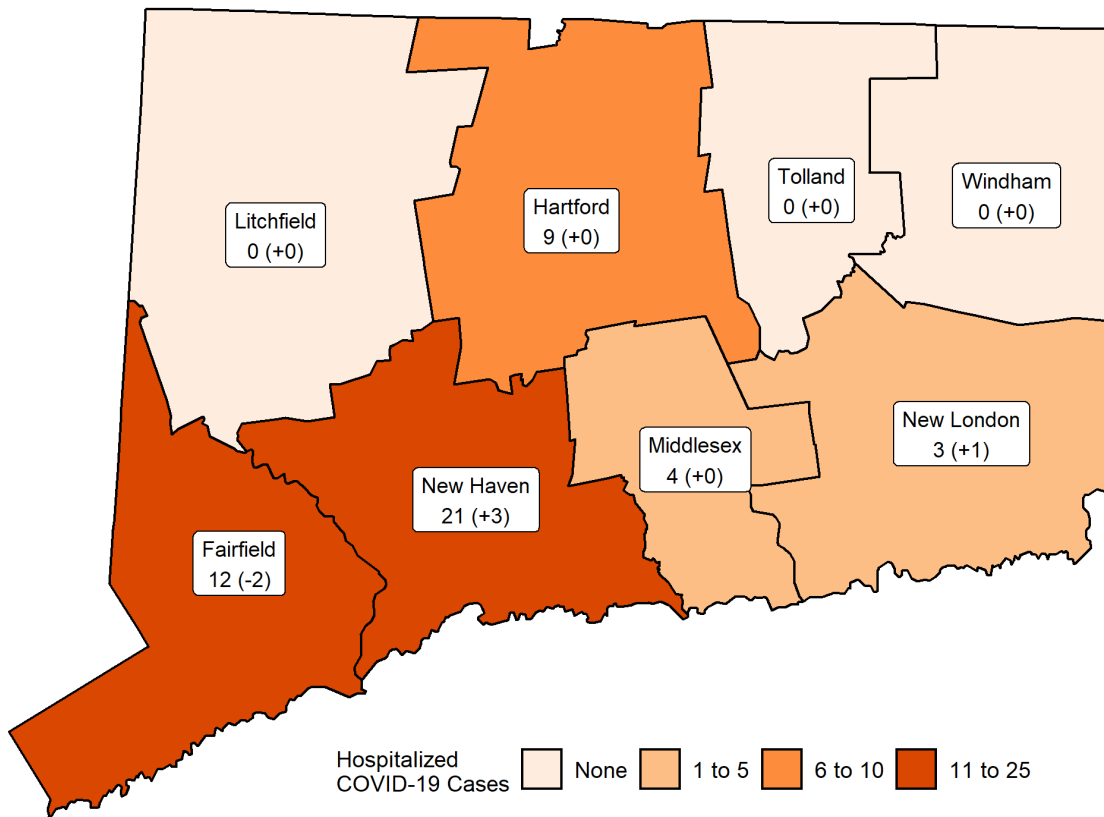 Litchfield
0 (+0)
Hartford
9 (+0)
Tolland
0 (+0)
Windham
0 (+0)
Fairfield
12 (-2)
New Haven
21 (+3)
Middlesex
4 (+0)
New London
3 (+1)
Hospitalized
COVID-19 Cases
None
1 to 5
6 to 10
11 to 25